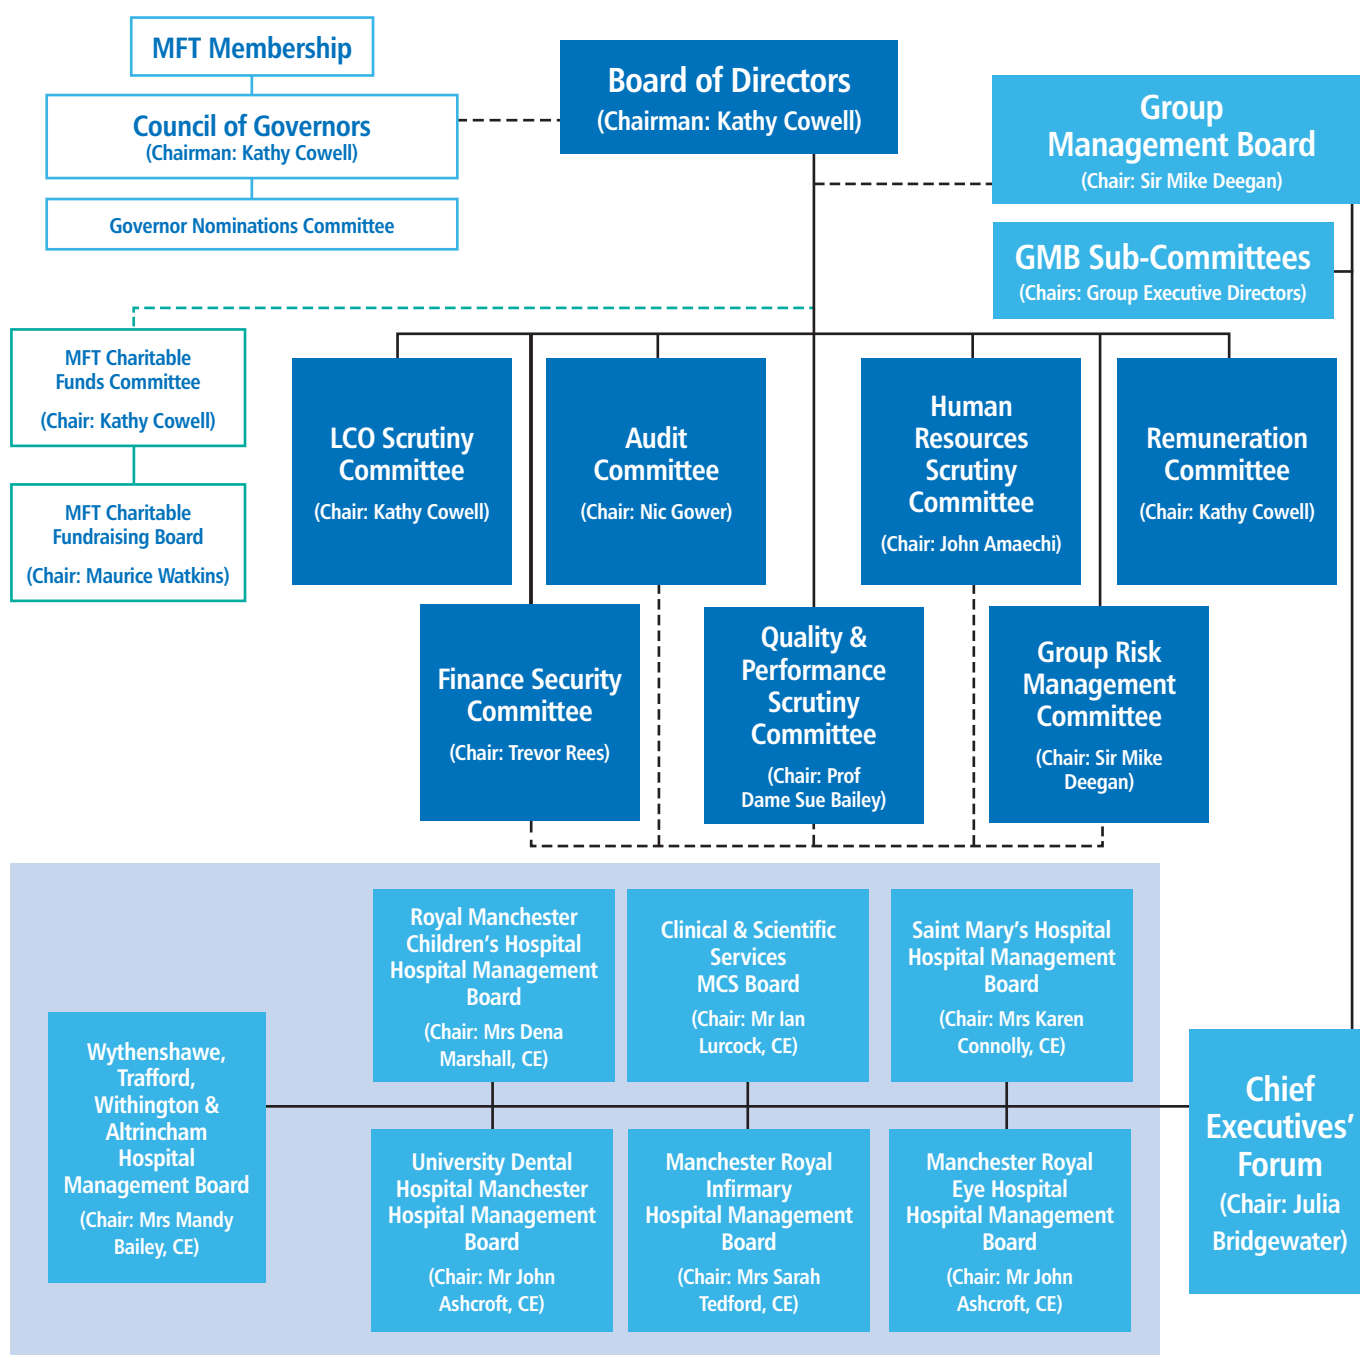 MFT Membership
Council of Governors
(Chairman: Kathy Cowell)
Governor Nominations Committee
Board of Directors
(Chairman: Kathy Cowell)
Group
Management Board
(Chair: Sir Mike Deegan)
GMB Sub-Committees
(Chairs: Group Executive Directors)
MFT Charitable
Funds Committee
(Chair: Kathy Cowell)
MFT Charitable
Fundraising Board
(Chair: Maurice Watkins)
LCO Scrutiny
Committee
(Chair: Kathy Cowell)
Audit
Committee
(Chair: Nic Gower)
Human
Resources
Scrutiny
Committee
(Chair: John Amaechi)
Remuneration
Committee
(Chair: Kathy Cowell)
Finance Security
Committee
(Chair: Trevor Rees)
Quality &
Performance
Scrutiny
Committee
(Chair: Prof
Dame Sue Bailey)
Group Risk
Management
Committee
(Chair: Sir Mike
Deegan)
Royal Manchester
Children’s Hospital
Hospital Management
Board
(Chair: Mrs Dena
Marshall, CE)
Clinical & Scientific
Services
MCS Board
(Chair: Mr Ian
Lurcock, CE)
Saint Mary’s Hospital
Hospital Management
Board
(Chair: Mrs Karen
Connolly, CE)
Wythenshawe,
Trafford,
Withington &
Altrincham
Hospital
Management Board
(Chair: Mrs Mandy
Bailey, CE)
University Dental
Hospital Manchester
Hospital Management
Board
(Chair: Mr John
Ashcroft, CE)
Manchester Royal
Infirmary
Hospital Management
Board
(Chair: Mrs Sarah
Tedford, CE)
Manchester Royal
Eye Hospital
Hospital Management
Board
(Chair: Mr John
Ashcroft, CE)
Chief
Executives’
Forum
(Chair: Julia
Bridgewater)